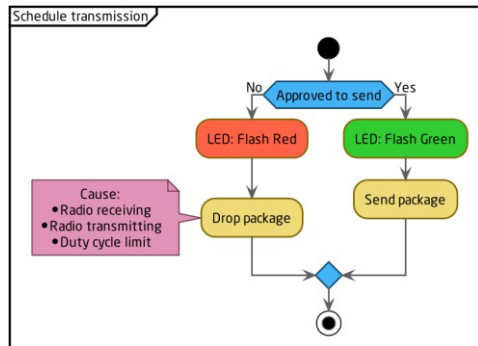 Schedule transmission
No
Approved to send
Yes
LED: Flash Red
LED: Flash Green
Cause:
•Radio receiving
•Radio transmitting
•Duty cycle limit
Drop package
Send package